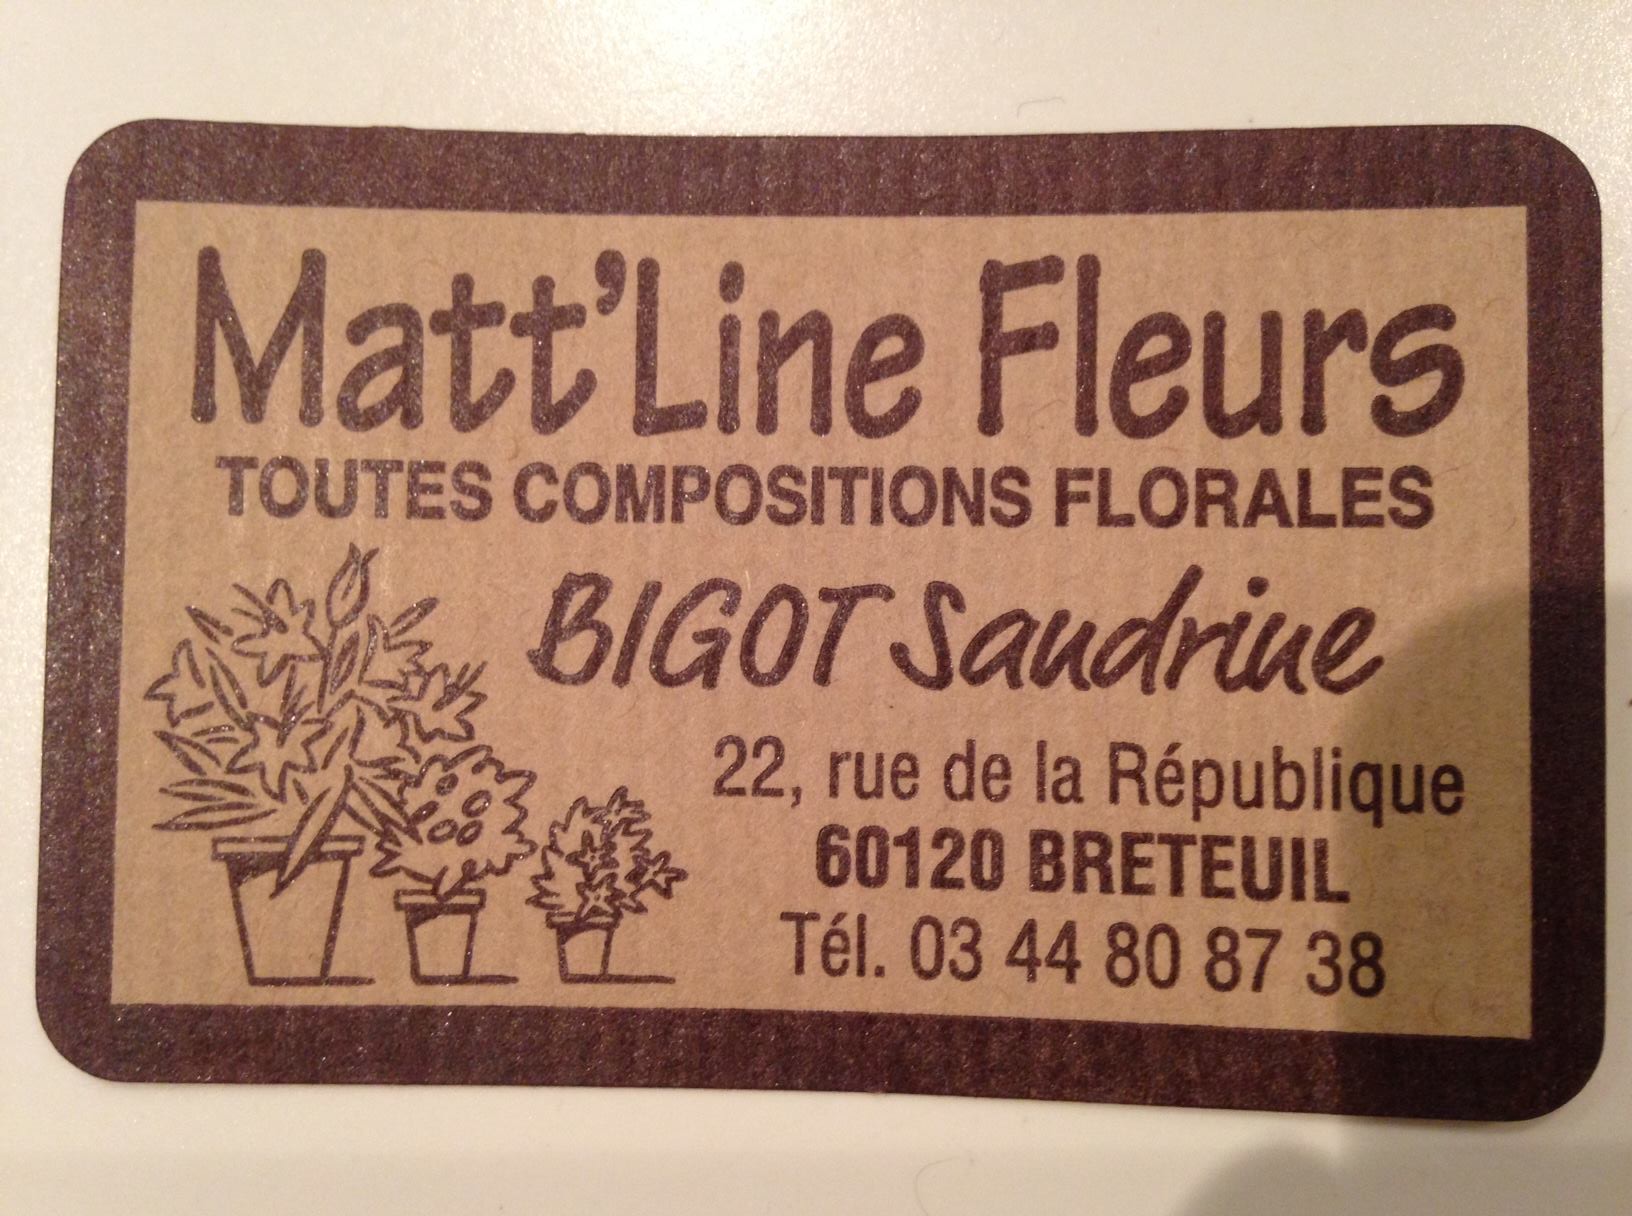 Matt'Line Fleurs
TOUTES COMPOSITIONS FLORALES
BIGOT Sandrine
22, rue de la République
60120 BRETEUIL
Tél. 03 44 80 87 38